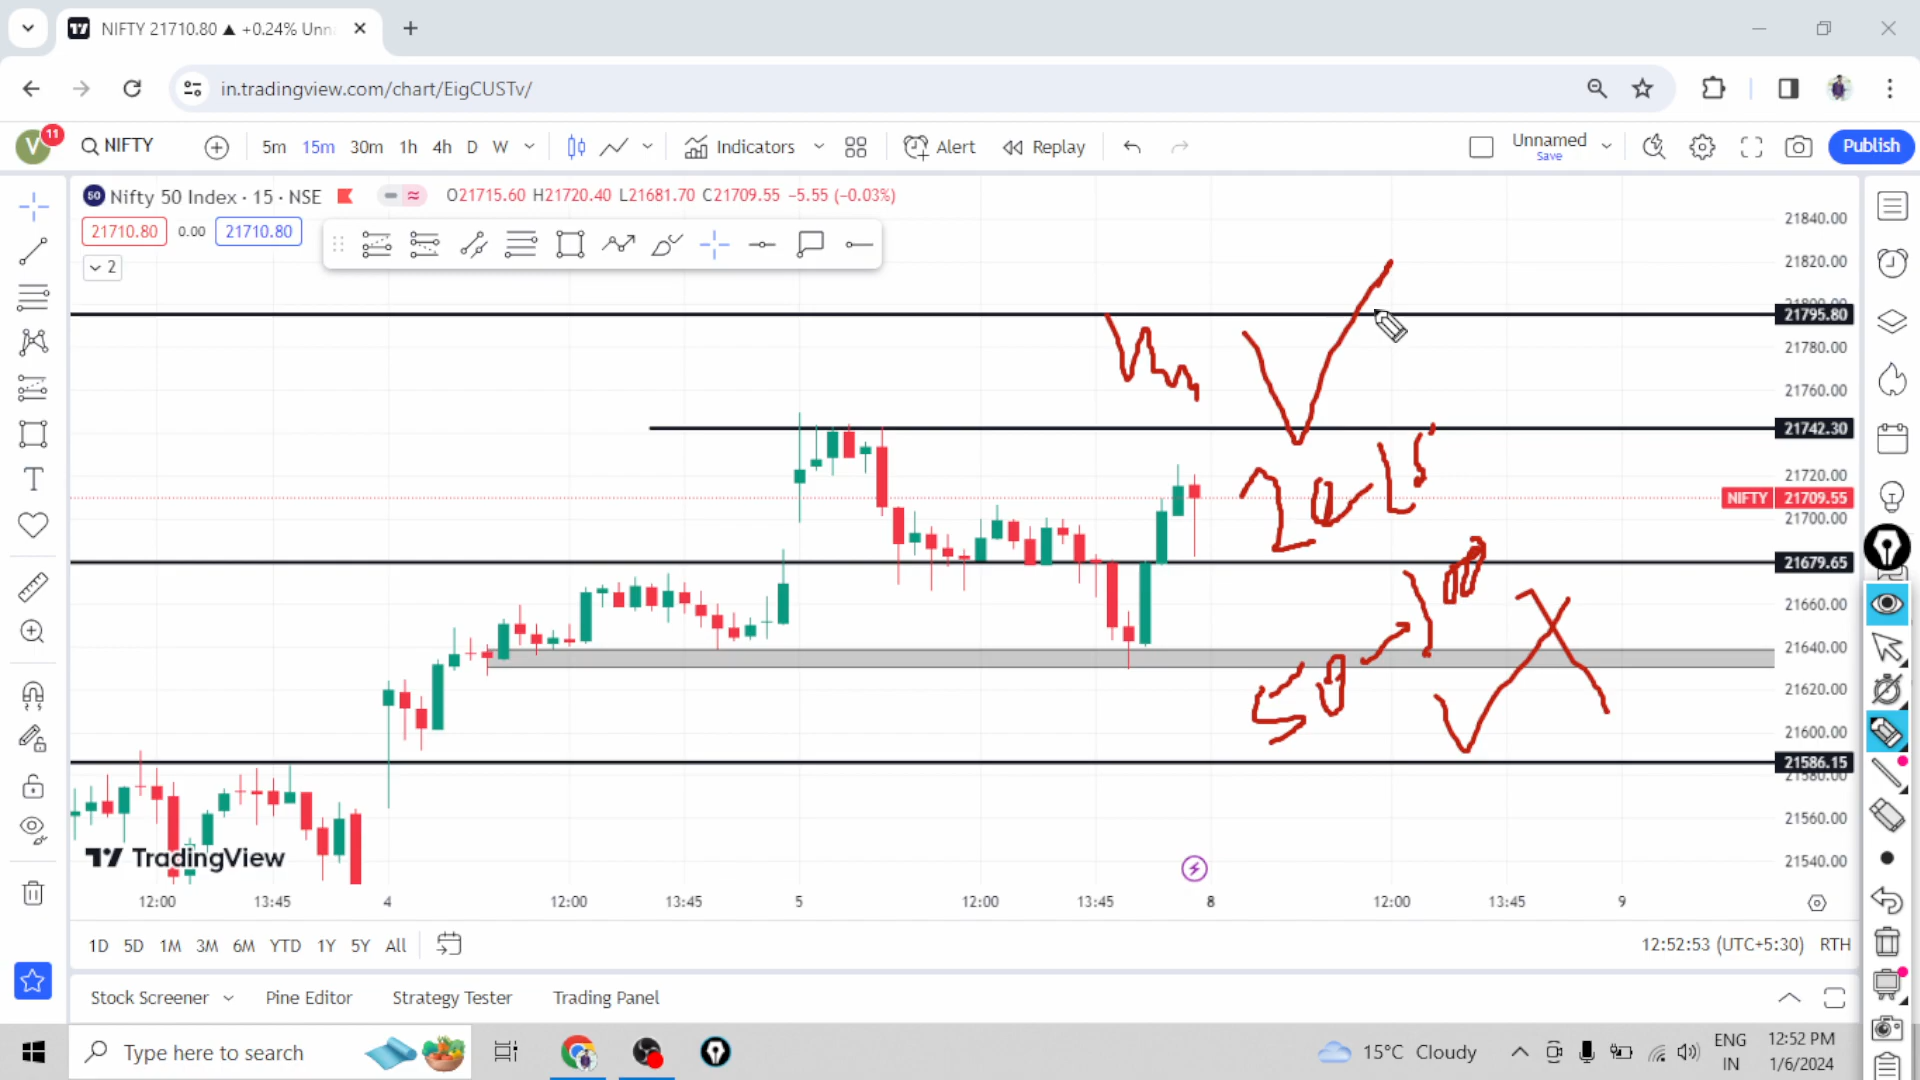 NIFTY 21710.80 ▲ +0.24% Unn
in.tradingview.com/chart/EigCUSTv/
V 11 NIFTY 5m 15m 30m 1h 4h D W Indicators Alert Replay Unnamed Save Publish
50 Nifty 50 Index · 15 · NSE O21715.60 H21720.40 L21681.70 C21709.55 −5.55 (−0.03%)
21710.80 0.00 21710.80
2
21840.00
21820.00
21795.80
21780.00
21760.00
21742.30
21720.00
NIFTY 21709.55
21700.00
21679.65
21660.00
21640.00
21620.00
21600.00
21586.15
21580.00
21560.00
21540.00
50
TradingView
12:00 13:45 4 12:00 13:45 5 12:00 13:45 8 12:00 13:45 9
1D 5D 1M 3M 6M YTD 1Y 5Y All 12:52:53 (UTC+5:30) RTH
Stock Screener Pine Editor Strategy Tester Trading Panel
Type here to search 15°C Cloudy ENG IN 12:52 PM 1/6/2024